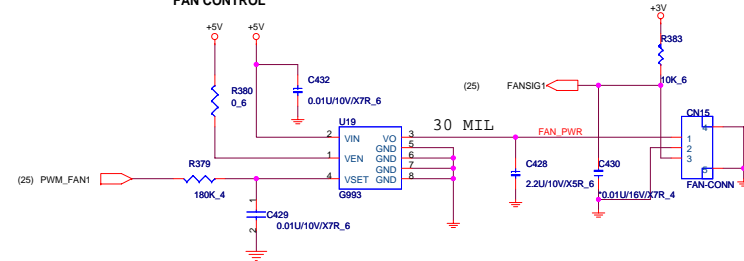 FAN CONTROL
+5V
+5V
+3V
R383
10K_6
R380
0_6
C432
0.01U/10V/X7R_6
(25)
FANSIG1
U19
2
VIN
VO
3
GND
5
1
VEN
GND
6
GND
7
4
VSET
GND
8
G993
30 MIL
FAN_PWR
CN15
4
1
2
3
5
FAN-CONN
R379
180K_4
(25) PWM_FAN1
1
C429
2
0.01U/10V/X7R_6
C428
2.2U/10V/X5R_6
C430
*0.01U/16V/X7R_4